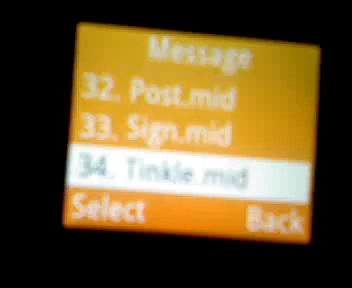 Message
32. Post.mid
33. Sign.mid
34. Tinkle.mid
Select Back